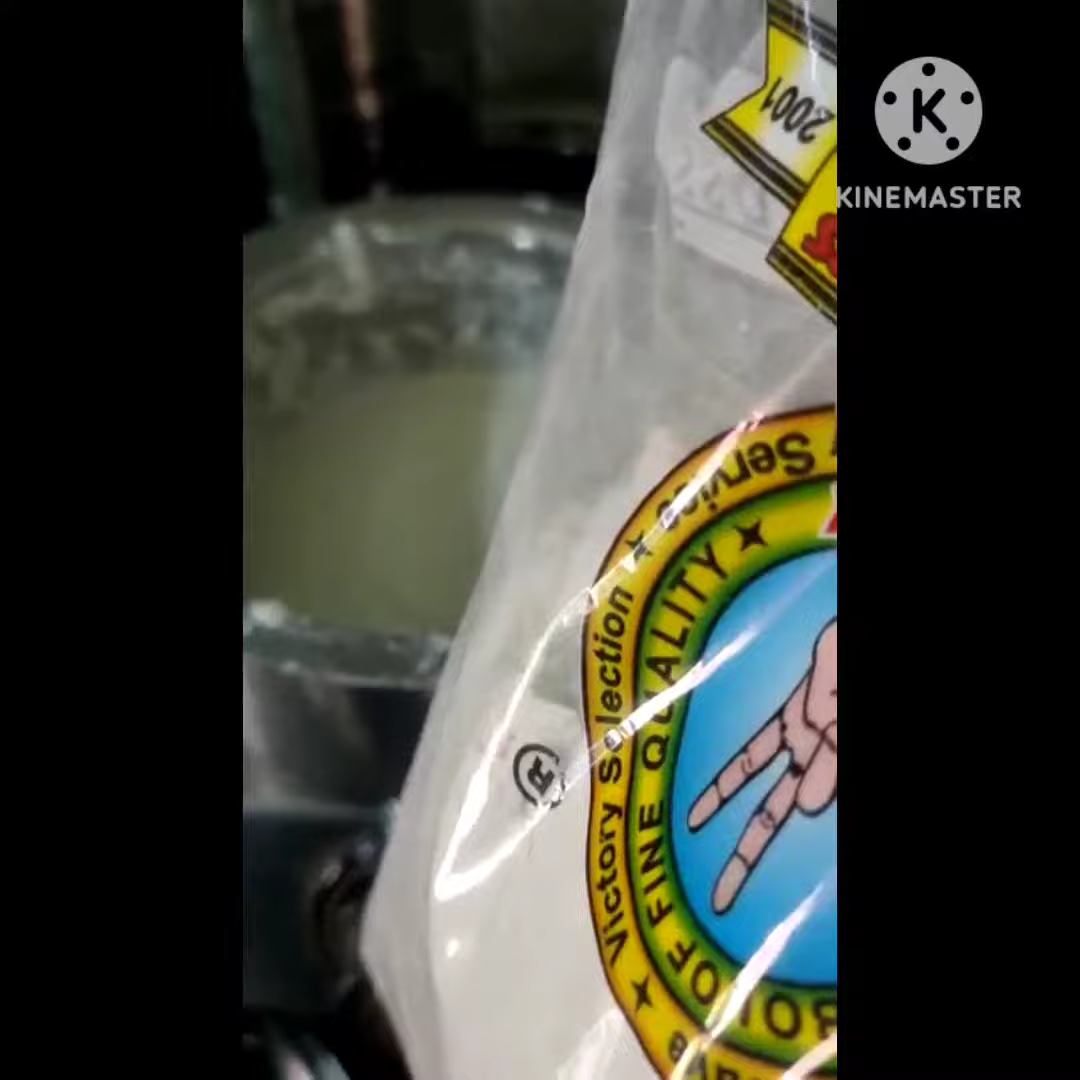 K
KINEMASTER
2001
Service
Victory Selection
OF FINE QUALITY
®